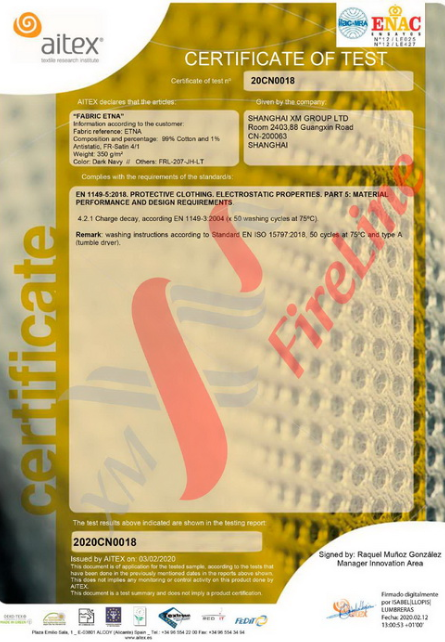 aitex®
textile research institute
ilac-MRA
ENAC
ENSAYOS
Nº12/LE025
Nº12/LE427
CERTIFICATE OF TEST
Certificate of test nº 20CN0018
AITEX declares that the articles:
"FABRIC ETNA"
Information according to the customer:
Fabric reference: ETNA
Composition and percentage: 99% Cotton and 1%
Antistatic, FR-Satin 4/1
Weight: 350 g/m²
Color: Dark Navy // Others: FRL-207-JH-LT
Given by the company:
SHANGHAI XM GROUP LTD
Room 2403,88 Guangxin Road
CN-200063
SHANGHAI
Complies with the requirements of the standards:
EN 1149-5:2018. PROTECTIVE CLOTHING. ELECTROSTATIC PROPERTIES. PART 5: MATERIAL
PERFORMANCE AND DESIGN REQUIREMENTS
4.2.1 Charge decay, according EN 1149-3:2004 (x 50 washing cycles at 75ºC).
Remark: washing instructions according to Standard EN ISO 15797:2018, 50 cycles at 75ºC and type A
(tumble dryer).
certificate
XM
FireLine
The test results above indicated are shown in the testing report:
2020CN0018
Issued by AITEX on: 03/02/2020
This document is of application for the tested sample, according to the tests that
have been done in the previously mentioned dates in the reports above shown.
This does not implies any monitoring or control activity on this product done by
AITEX.
This document is a test summary and does not imply a product certification.
Signed by: Raquel Muñoz González
Manager Innovation Area
Firmado digitalmente
por ISABEL|LLOPIS|
LUMBRERAS
Fecha: 2020.02.12
13:00:53 +01'00'
Plaza Emilio Sala, 1 _ E-03801 ALCOY (Alicante) Spain _ Tel: +34 96 554 22 00 Fax: +34 96 554 34 94
www.aitex.es